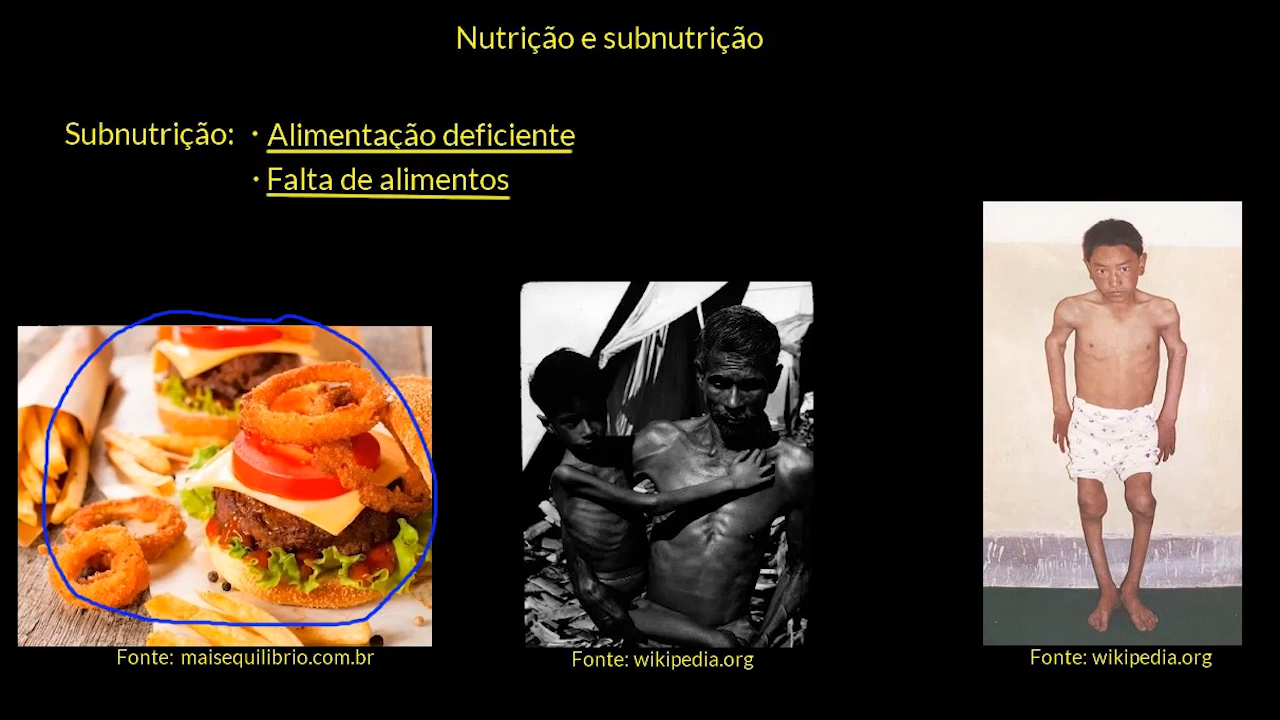 Nutrição e subnutrição
Subnutrição: · Alimentação deficiente
· Falta de alimentos
Fonte: maisequilibrio.com.br
Fonte: wikipedia.org
Fonte: wikipedia.org